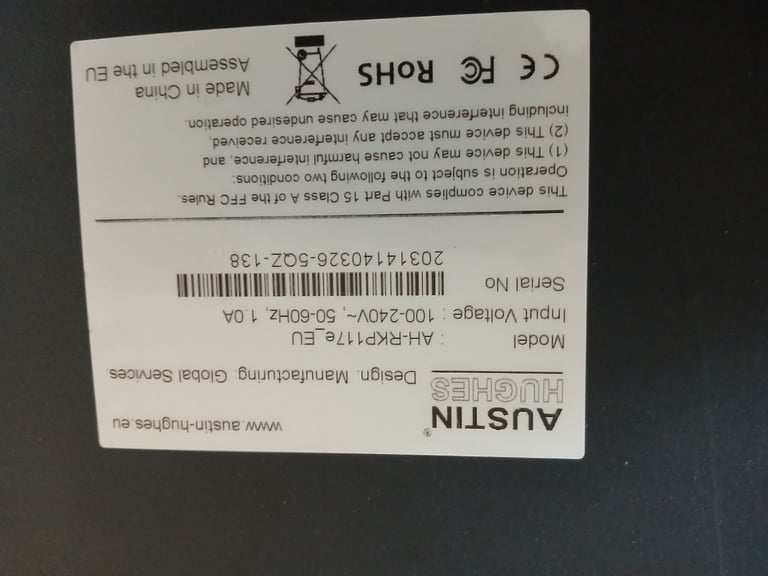 AUSTIN®
HUGHES
www.austin-hughes.eu
Design. Manufacturing. Global Services.
Model : AH-RKP117e_EU
Input Voltage : 100-240V~, 50-60Hz, 1.0A
Serial No
20314140326-5QZ-138
This device complies with Part 15 Class A of the FFC Rules.
Operation is subject to the following two conditions:
(1) This device may not cause harmful interference, and
(2) This device must accept any interference received,
including interference that may cause undesired operation.
CE FC RoHS
Made in China
Assembled in the EU